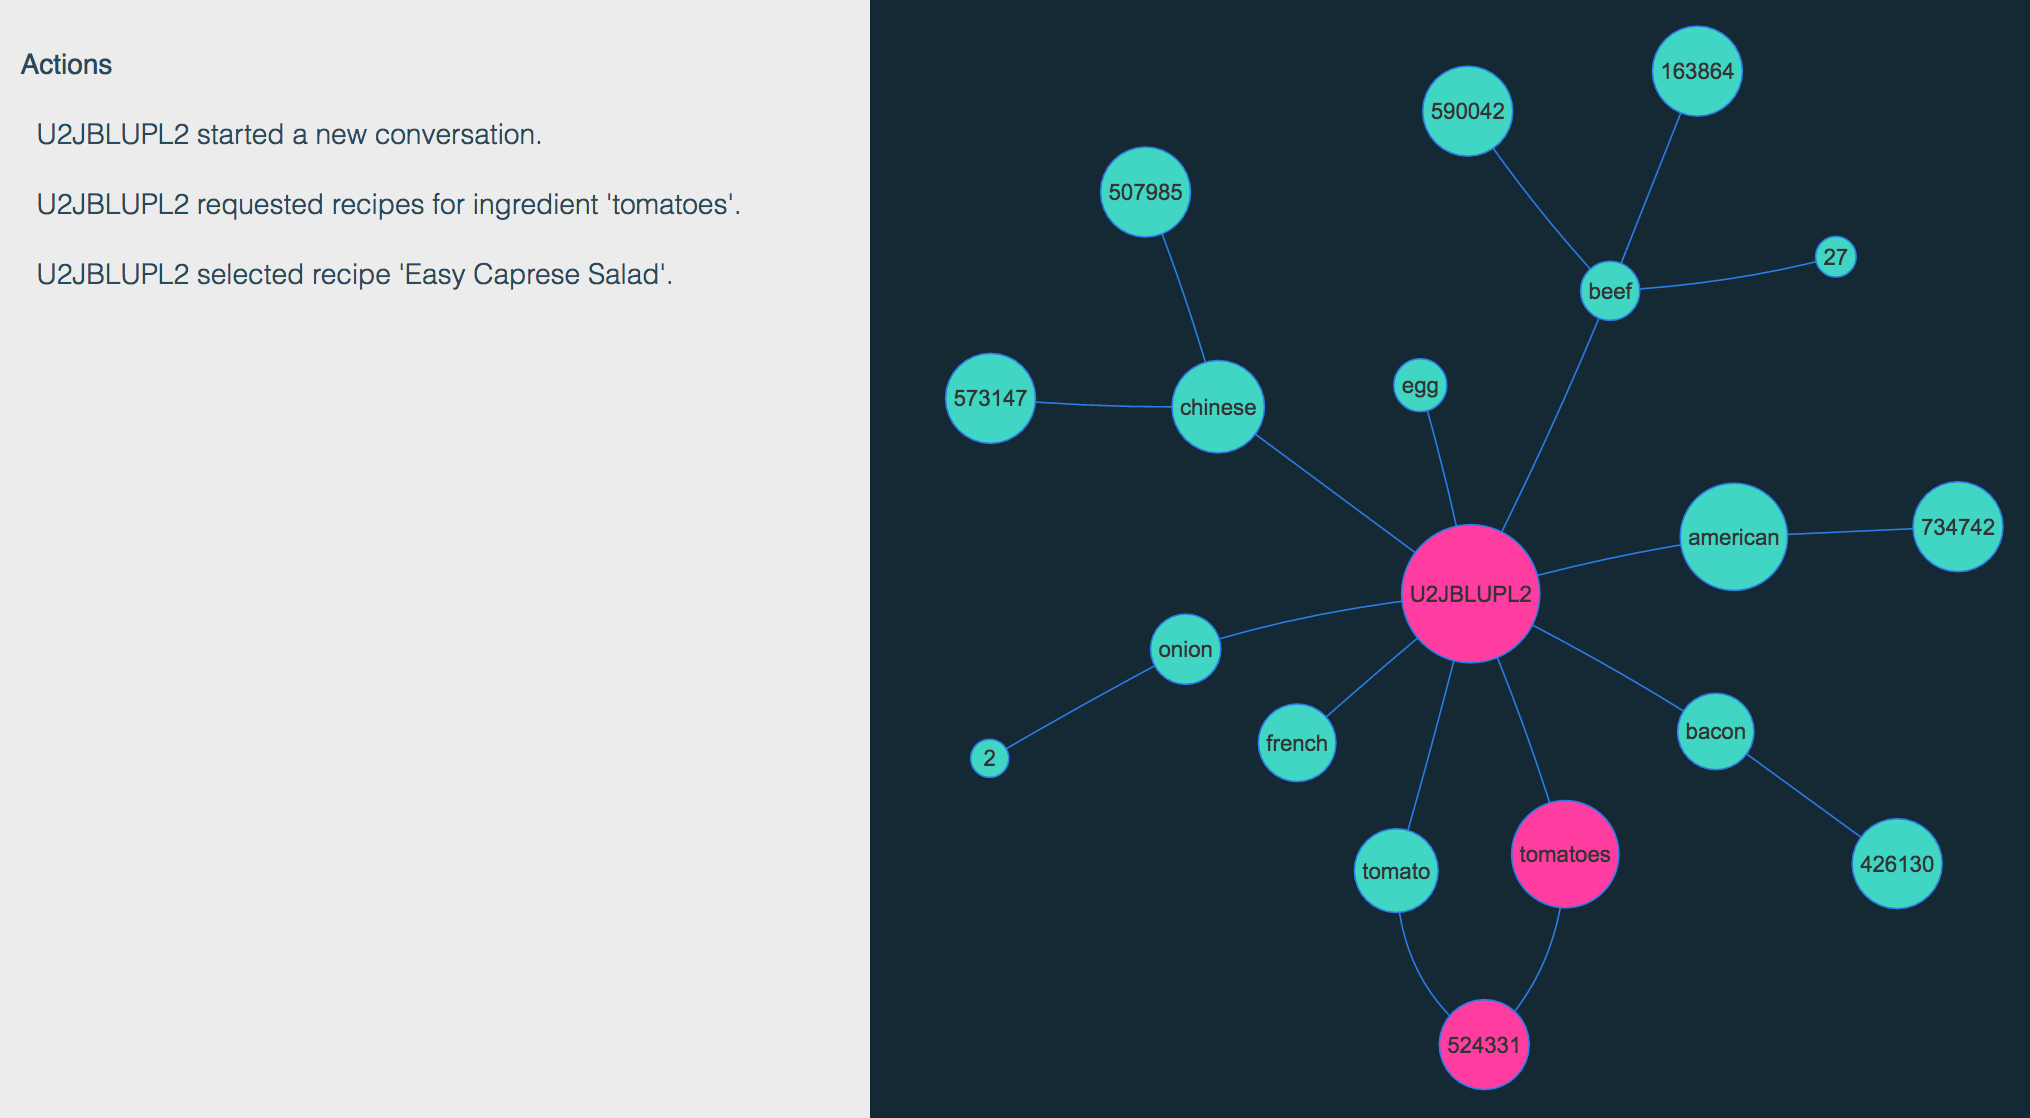 Actions
U2JBLUPL2 started a new conversation.
U2JBLUPL2 requested recipes for ingredient 'tomatoes'.
U2JBLUPL2 selected recipe 'Easy Caprese Salad'.
163864
590042
507985
27
beef
egg
573147
chinese
734742
american
U2JBLUPL2
onion
bacon
french
2
tomatoes
426130
tomato
524331